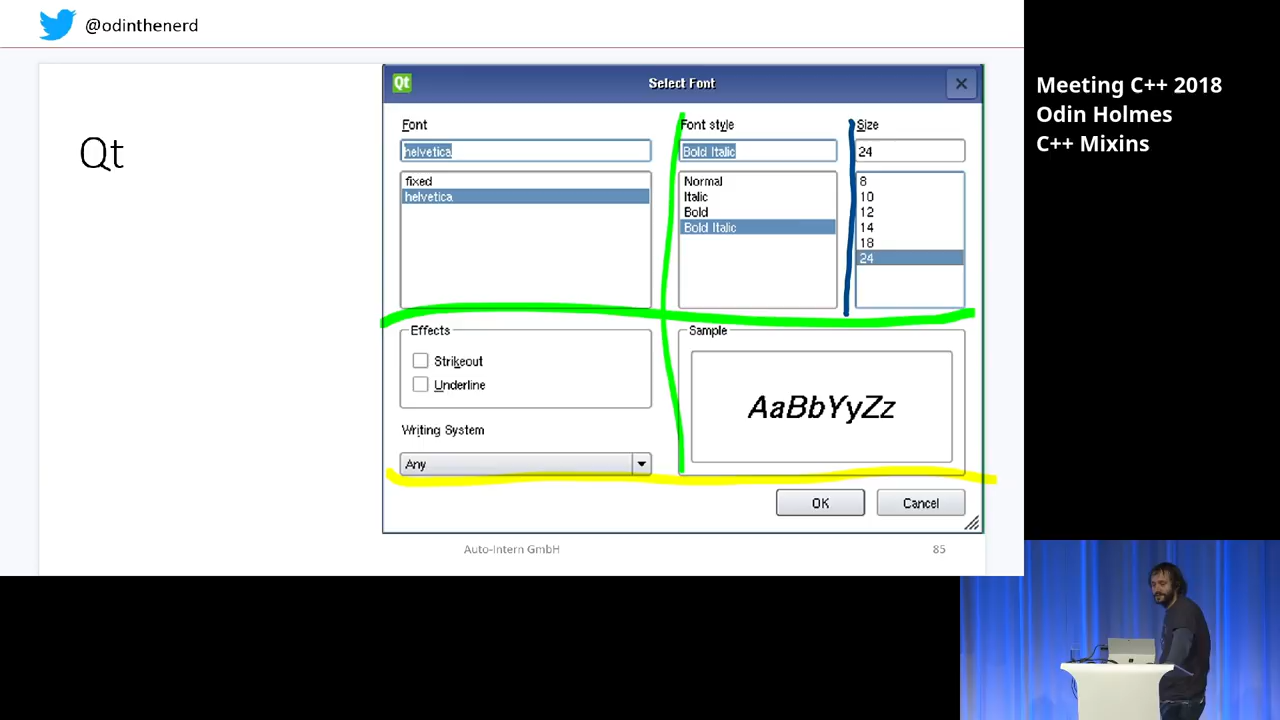 @odinthenerd
Meeting C++ 2018
Odin Holmes
C++ Mixins
Qt
Qt
Select Font
Font
Font style
Size
helvetica
Bold Italic
24
fixed
helvetica
Normal
Italic
Bold
Bold Italic
8
10
12
14
18
24
Effects
Strikeout
Underline
Writing System
Any
Sample
AaBbYyZz
OK
Cancel
Auto-Intern GmbH
85